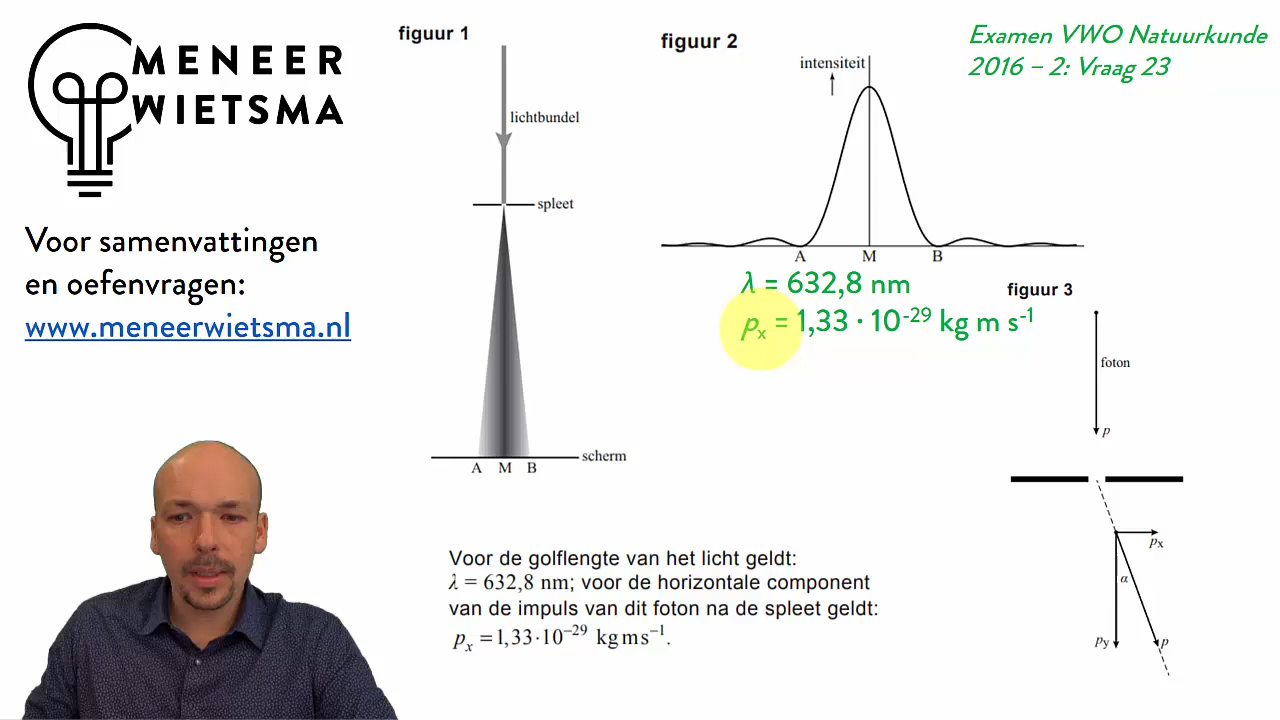 MENEER
WIETSMA
Voor samenvattingen
en oefenvragen:
www.meneerwietsma.nl
figuur 1
lichtbundel
spleet
scherm
A M B
figuur 2
intensiteit
A M B
Examen VWO Natuurkunde
2016 – 2: Vraag 23
λ = 632,8 nm
pₓ = 1,33 · 10⁻²⁹ kg m s⁻¹
figuur 3
foton
p
pₓ
α
py
p
Voor de golflengte van het licht geldt:
λ = 632,8 nm; voor de horizontale component
van de impuls van dit foton na de spleet geldt:
pₓ = 1,33·10⁻²⁹ kg m s⁻¹.